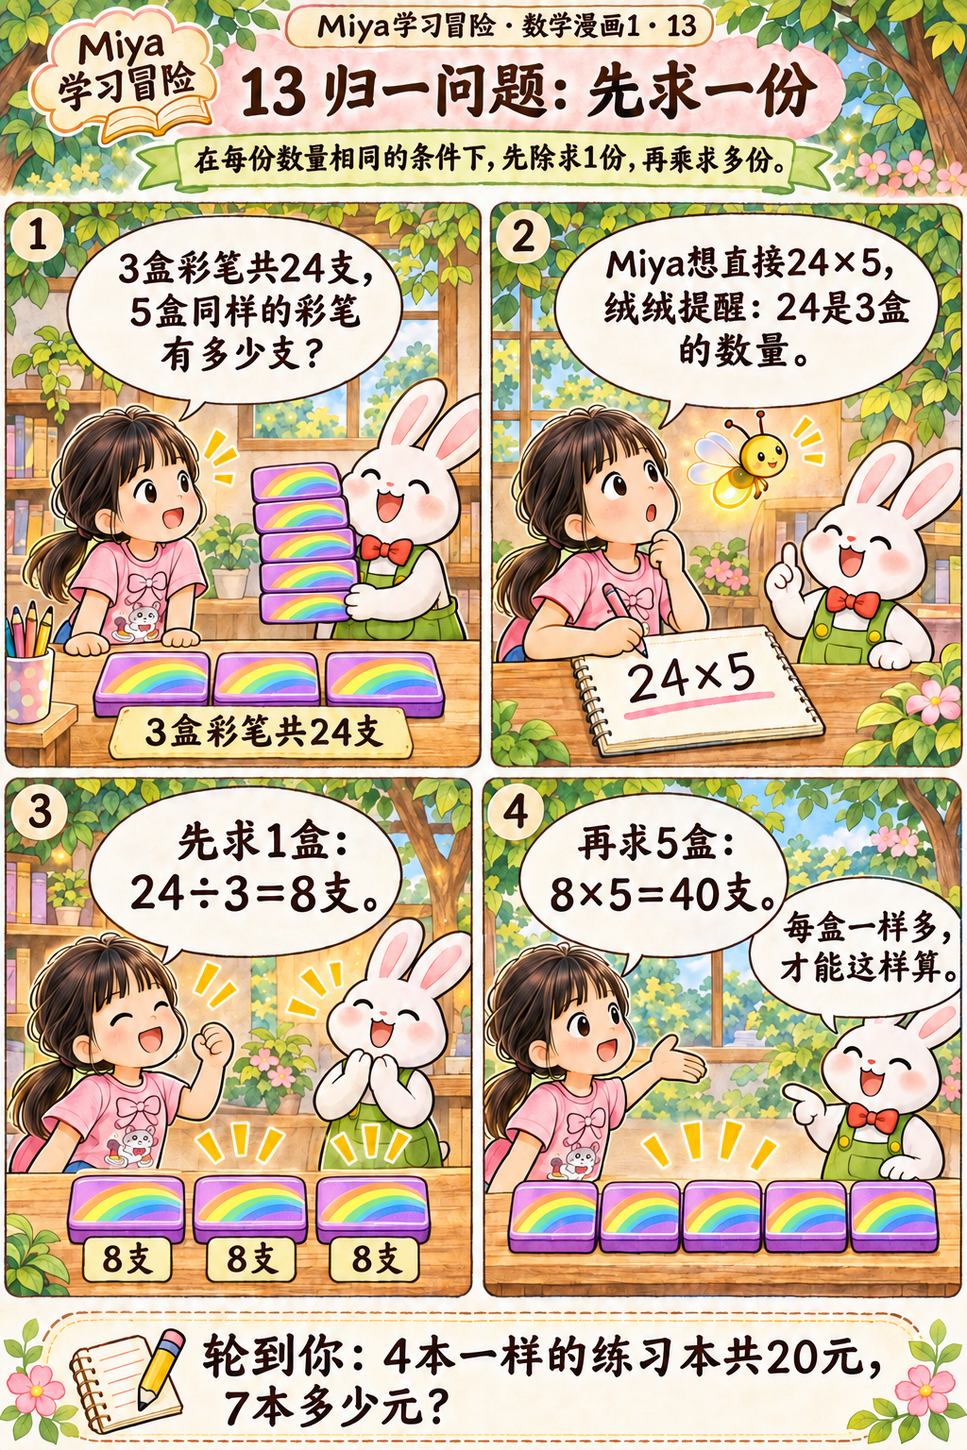 Miya
学习冒险
Miya学习冒险·数学漫画1·13
13 归一问题：先求一份
在每份数量相同的条件下，先除求1份，再乘求多份。
1
3盒彩笔共24支，
5盒同样的彩笔
有多少支？
3盒彩笔共24支
2
Miya想直接24×5，
绒绒提醒：24是3盒
的数量。
24×5
3
先求1盒：
24÷3=8支。
8支
8支
8支
4
再求5盒：
8×5=40支。
每盒一样多，
才能这样算。
轮到你：4本一样的练习本共20元，
7本多少元？